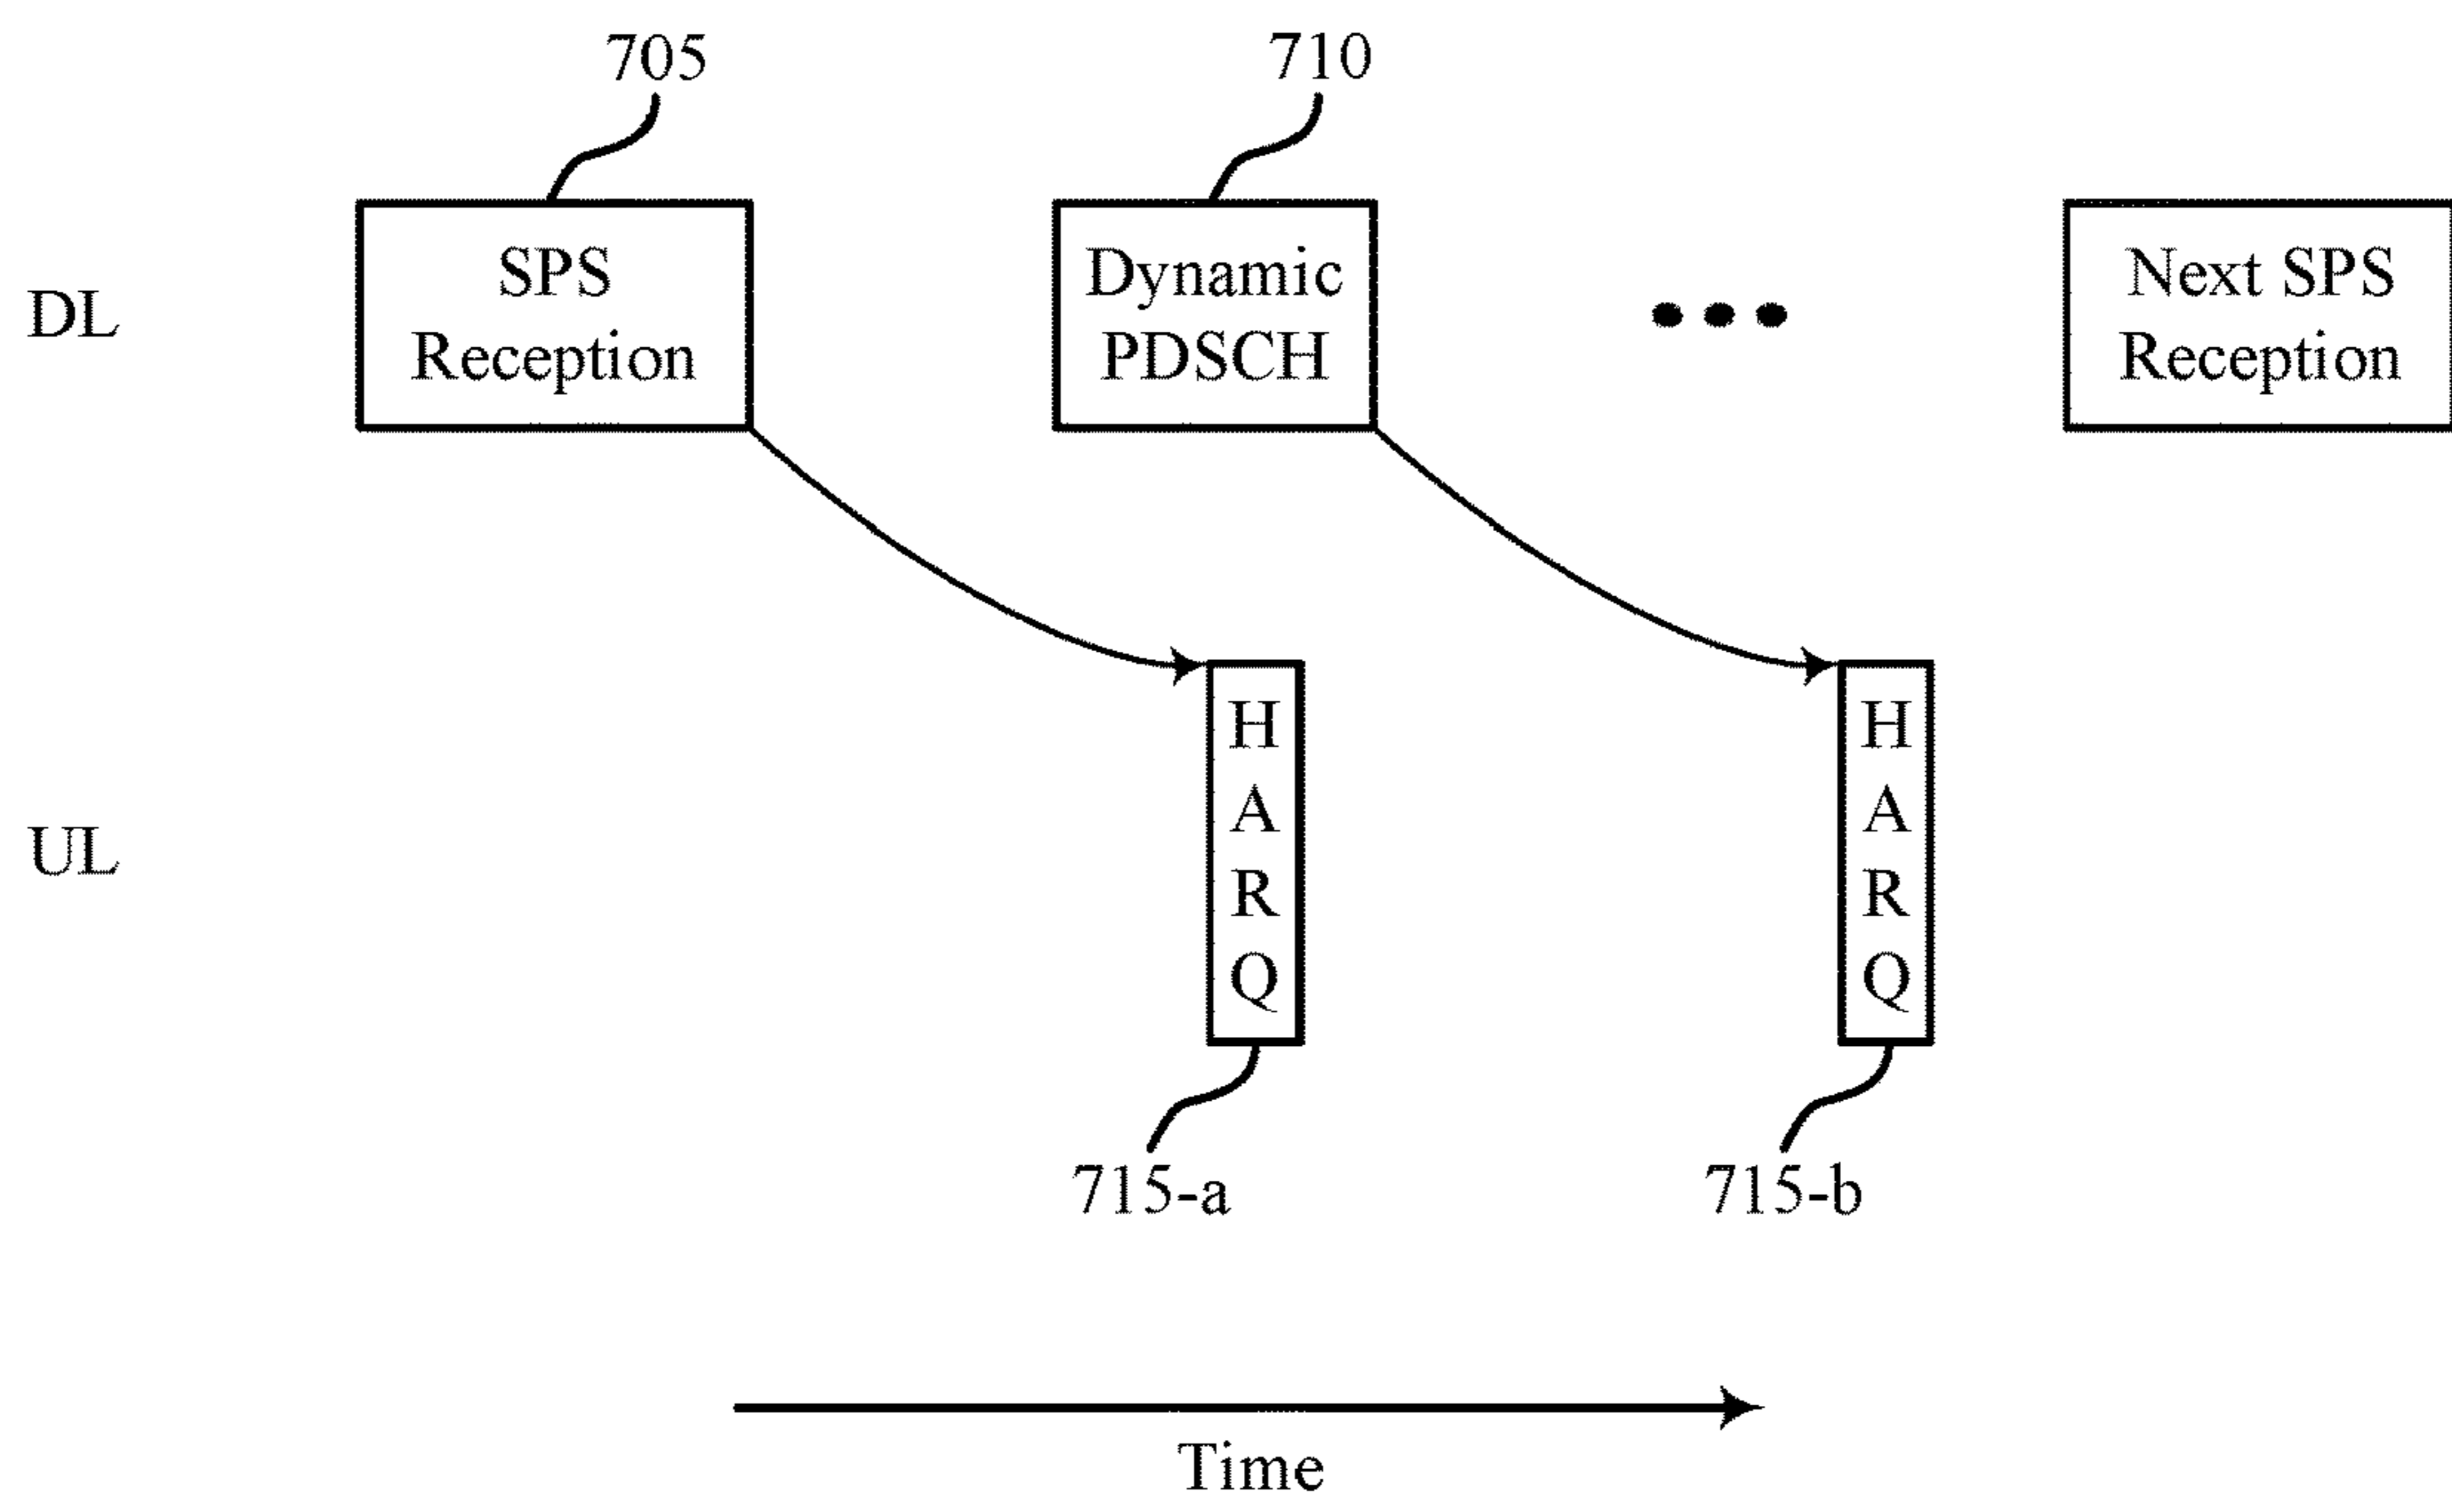 705
710
DL
SPS
Reception
Dynamic
PDSCH
Next SPS
Reception
UL
H
A
R
Q
H
A
R
Q
715-a
715-b
Time